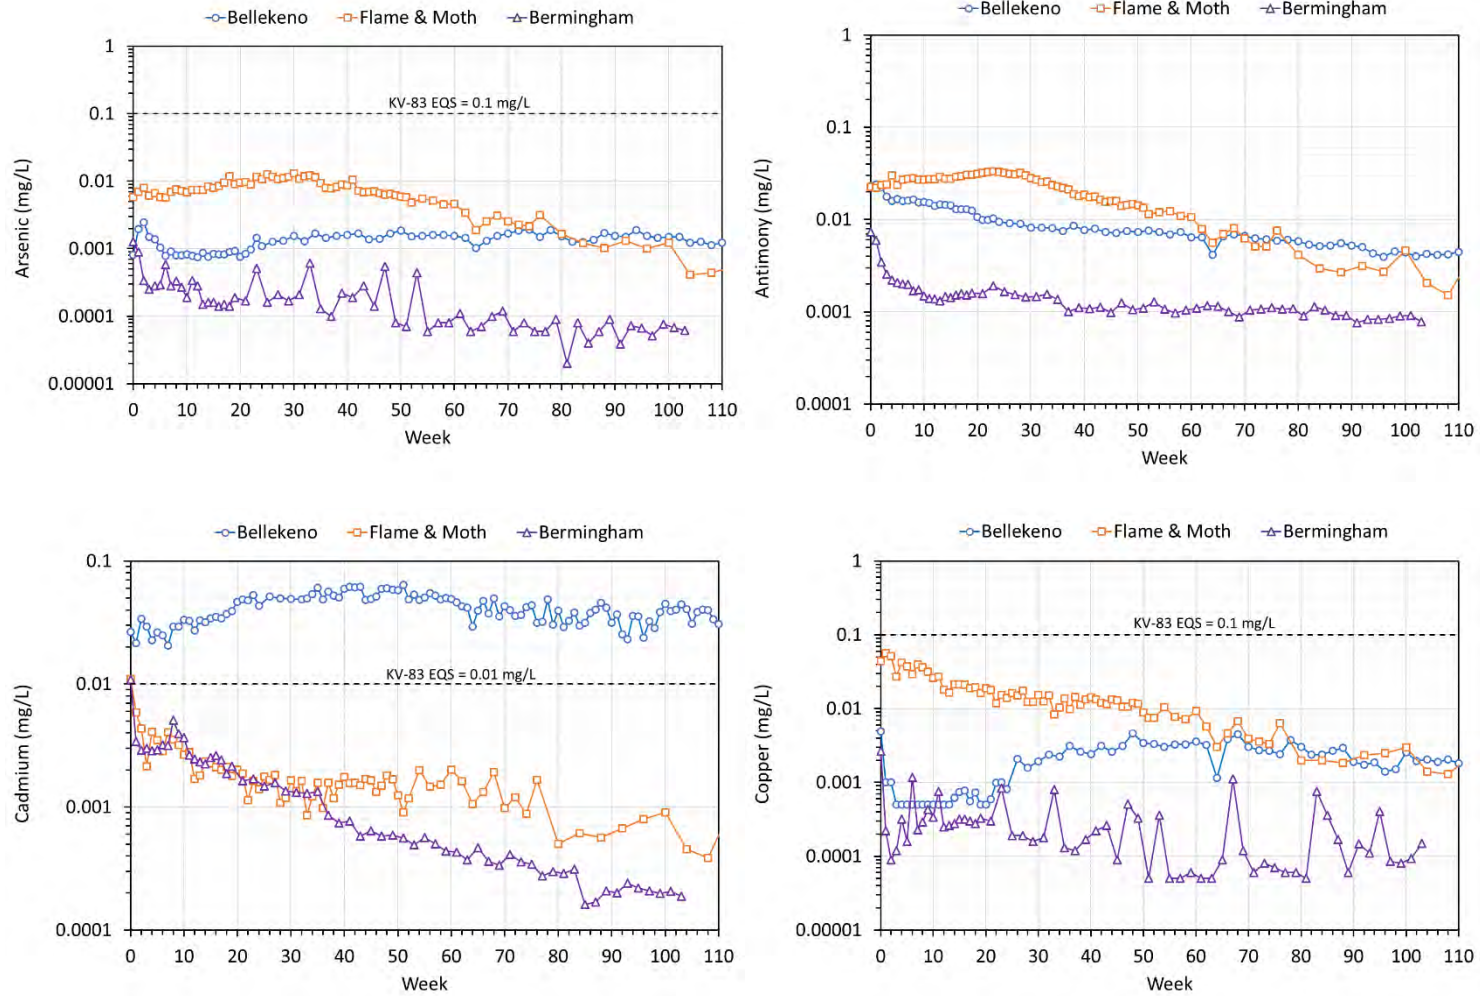 Bellekeno Flame & Moth Bermingham
1
KV-83 EQS = 0.1 mg/L
0.1
0.01
0.001
0.0001
0.00001
Arsenic (mg/L)
0 10 20 30 40 50 60 70 80 90 100 110
Week
Bellekeno Flame & Moth Bermingham
1
0.1
0.01
0.001
0.0001
Antimony (mg/L)
0 10 20 30 40 50 60 70 80 90 100 110
Week
Bellekeno Flame & Moth Bermingham
0.1
KV-83 EQS = 0.01 mg/L
0.01
0.001
0.0001
Cadmium (mg/L)
0 10 20 30 40 50 60 70 80 90 100 110
Week
Bellekeno Flame & Moth Bermingham
1
KV-83 EQS = 0.1 mg/L
0.1
0.01
0.001
0.0001
0.00001
Copper (mg/L)
0 10 20 30 40 50 60 70 80 90 100 110
Week